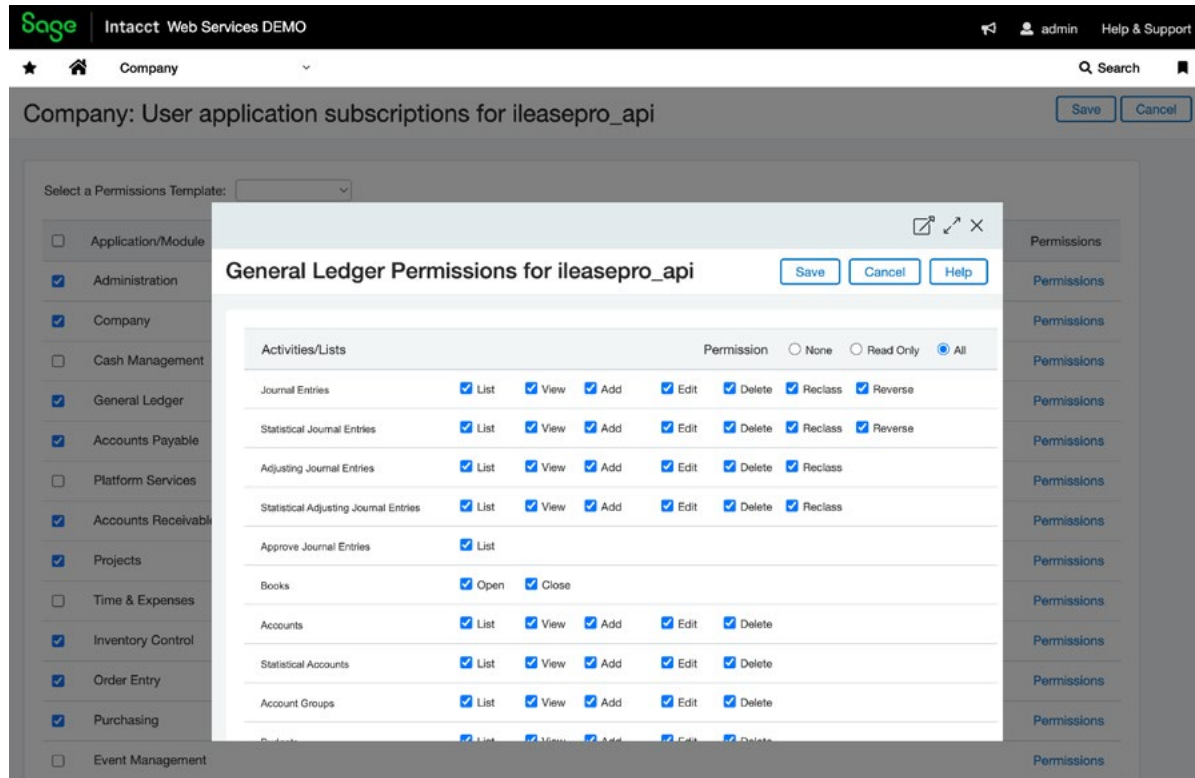 Sage Intacct Web Services DEMO admin Help & Support
Company Search
Company: User application subscriptions for ileasepro_api Save Cancel
Select a Permissions Template:
Application/Module Permissions
General Ledger Permissions for ileasepro_api Save Cancel Help
Administration Permissions
Company Permissions
Activities/Lists Permission None Read Only All
Cash Management Permissions
Journal Entries List View Add Edit Delete Reclass Reverse
General Ledger Permissions
Statistical Journal Entries List View Add Edit Delete Reclass Reverse
Accounts Payable Permissions
Adjusting Journal Entries List View Add Edit Delete Reclass
Platform Services Permissions
Statistical Adjusting Journal Entries List View Add Edit Delete Reclass
Accounts Receivabl Permissions
Approve Journal Entries List
Projects Permissions
Books Open Close
Time & Expenses Permissions
Accounts List View Add Edit Delete
Inventory Control Permissions
Statistical Accounts List View Add Edit Delete
Order Entry Permissions
Account Groups List View Add Edit Delete
Purchasing Permissions
Event Management Permissions